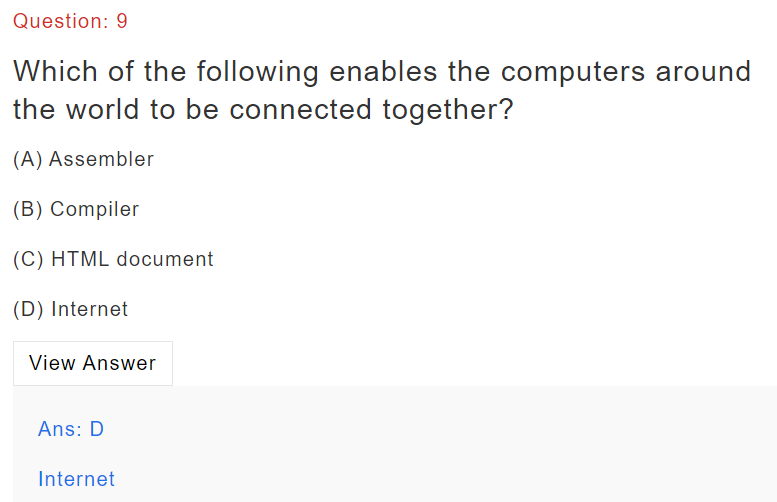 Question: 9
Which of the following enables the computers around
the world to be connected together?
(A) Assembler
(B) Compiler
(C) HTML document
(D) Internet
View Answer
Ans: D
Internet